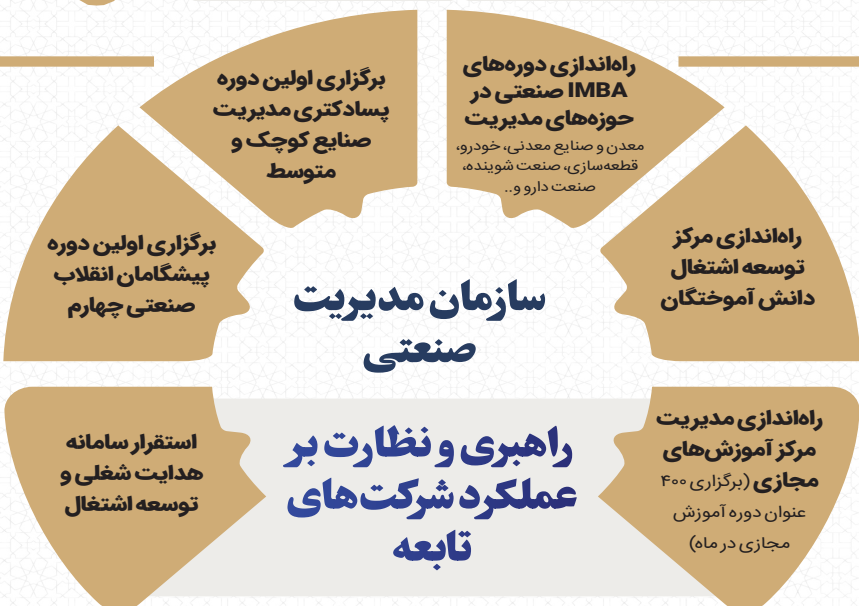 راه‌اندازی دوره‌های
IMBA صنعتی در
حوزه‌های مدیریت
معدن و صنایع معدنی، خودرو،
قطعه‌سازی، صنعت شوینده،
صنعت دارو و..
برگزاری اولین دوره
پسادکتری مدیریت
صنایع کوچک و
متوسط
راه‌اندازی مرکز
توسعه اشتغال
دانش آموختگان
برگزاری اولین دوره
پیشگامان انقلاب
صنعتی چهارم
سازمان مدیریت
صنعتی
راه‌اندازی مدیریت
مرکز آموزش‌های
مجازی (برگزاری ۴۰۰
عنوان دوره آموزش
مجازی در ماه)
راهبری و نظارت بر
عملکرد شرکت‌های
تابعه
استقرار سامانه
هدایت شغلی و
توسعه اشتغال